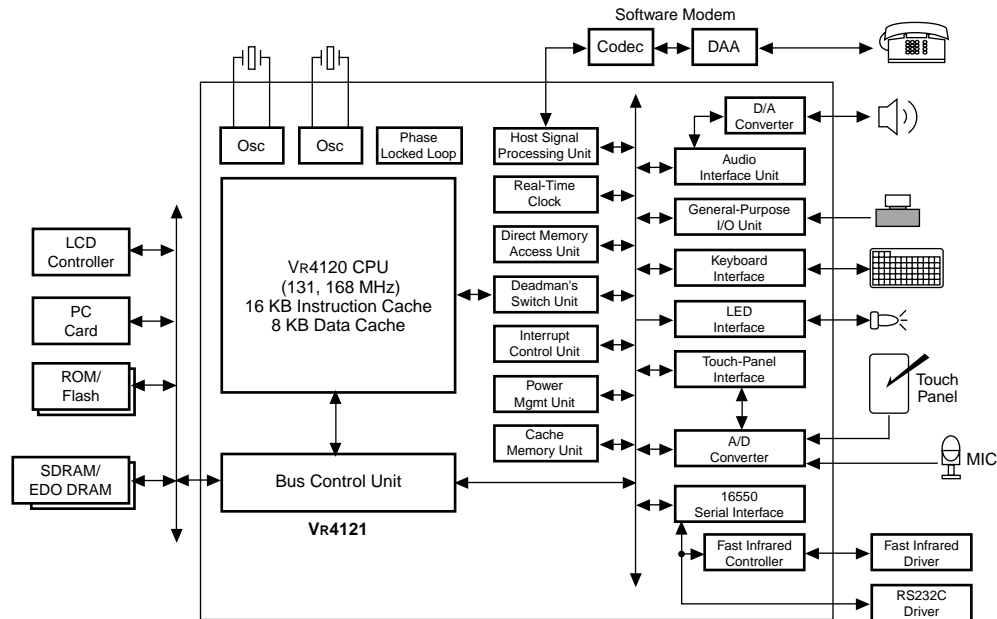 Software Modem
Codec
DAA
Osc
Osc
Phase
Locked Loop
Host Signal
Processing Unit
D/A
Converter
Audio
Interface Unit
Real-Time
Clock
General-Purpose
I/O Unit
LCD
Controller
VR4120 CPU
(131, 168 MHz)
16 KB Instruction Cache
8 KB Data Cache
Direct Memory
Access Unit
Keyboard
Interface
Deadman's
Switch Unit
PC
Card
LED
Interface
Interrupt
Control Unit
ROM/
Flash
Touch-Panel
Interface
Touch
Panel
Power
Mgmt Unit
Cache
Memory Unit
A/D
Converter
MIC
SDRAM/
EDO DRAM
Bus Control Unit
VR4121
16550
Serial Interface
Fast Infrared
Controller
Fast Infrared
Driver
RS232C
Driver